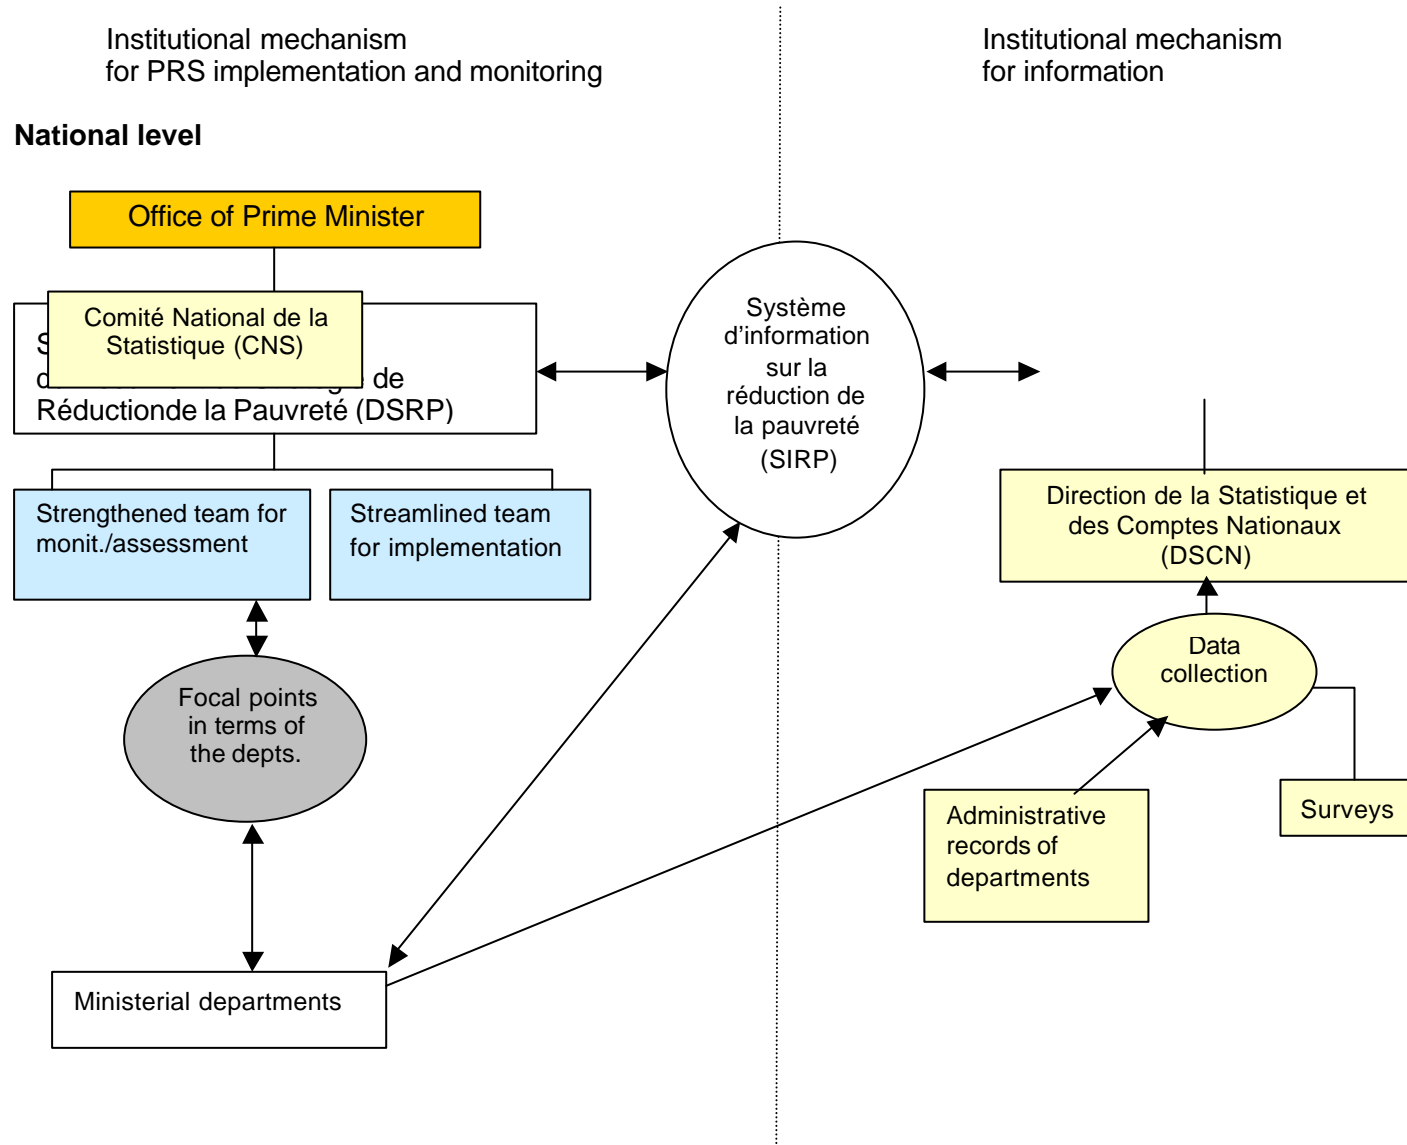 Institutional mechanism
for PRS implementation and monitoring
Institutional mechanism
for information
National level
Office of Prime Minister
Comité National de la
Statistique (CNS)
de
Réductionde la Pauvreté (DSRP)
Système
d'information
sur la
réduction de
la pauvreté
(SIRP)
Strengthened team for
monit./assessment
Streamlined team
for implementation
Direction de la Statistique et
des Comptes Nationaux
(DSCN)
Data
collection
Focal points
in terms of
the depts.
Administrative
records of
departments
Surveys
Ministerial departments